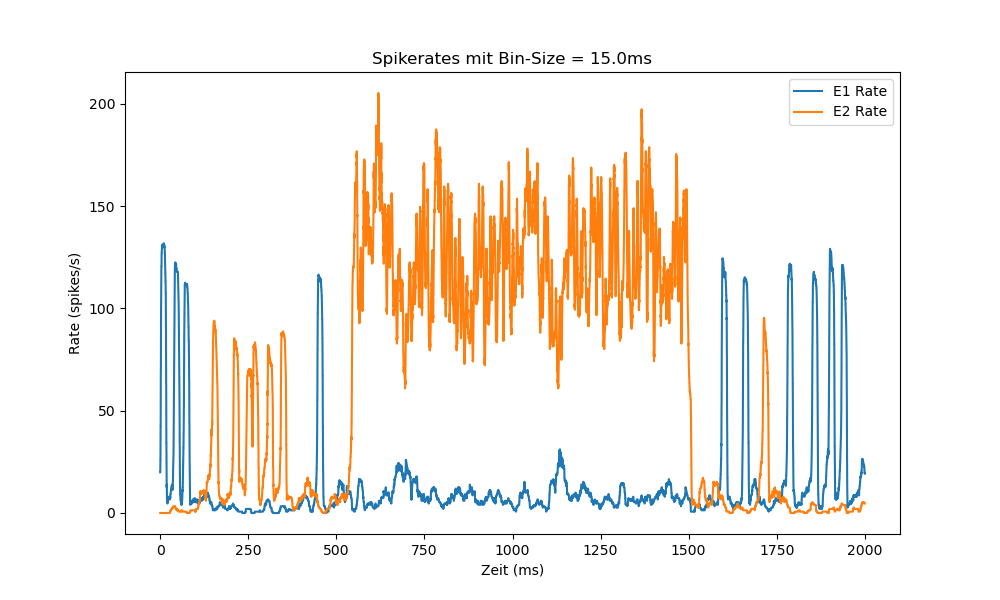 Spikerates mit Bin-Size = 15.0ms
E1 Rate
E2 Rate
Rate (spikes/s)
200
150
100
50
0
0 250 500 750 1000 1250 1500 1750 2000
Zeit (ms)